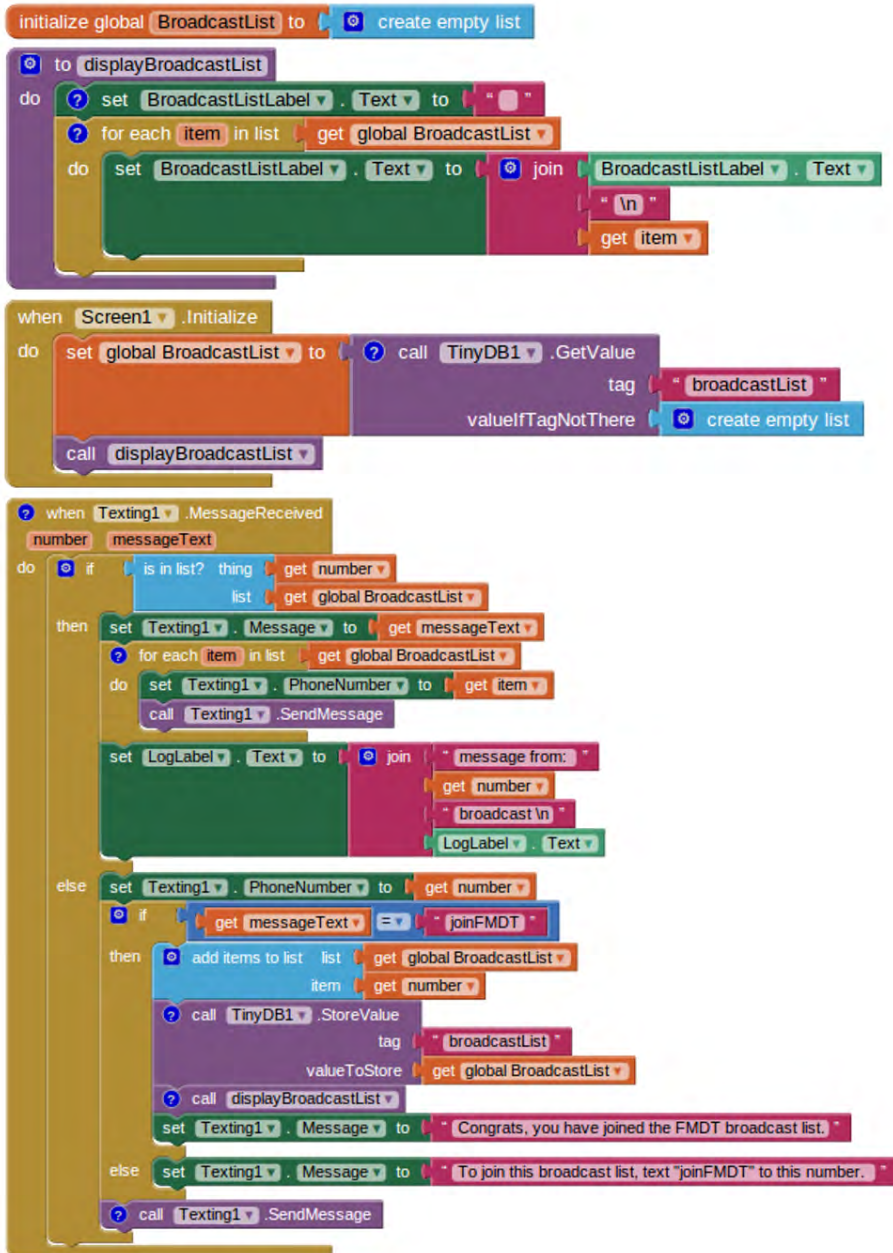 initialize global BroadcastList to create empty list
to displayBroadcastList
do ? set BroadcastListLabel . Text to " "
? for each item in list get global BroadcastList
do set BroadcastListLabel . Text to join BroadcastListLabel . Text
" \n "
get item
when Screen1 .Initialize
do set global BroadcastList to ? call TinyDB1 .GetValue
tag " broadcastList "
valueIfTagNotThere create empty list
call displayBroadcastList
? when Texting1 .MessageReceived
number messageText
do if is in list? thing get number
list get global BroadcastList
then set Texting1 . Message to get messageText
? for each item in list get global BroadcastList
do set Texting1 . PhoneNumber to get item
call Texting1 .SendMessage
set LogLabel . Text to join " message from: "
get number
" broadcast \n "
LogLabel . Text
else set Texting1 . PhoneNumber to get number
if get messageText = " joinFMDT "
then add items to list list get global BroadcastList
item get number
? call TinyDB1 .StoreValue
tag " broadcastList "
valueToStore get global BroadcastList
? call displayBroadcastList
set Texting1 . Message to " Congrats, you have joined the FMDT broadcast list. "
else set Texting1 . Message to " To join this broadcast list, text "joinFMDT" to this number. "
? call Texting1 .SendMessage